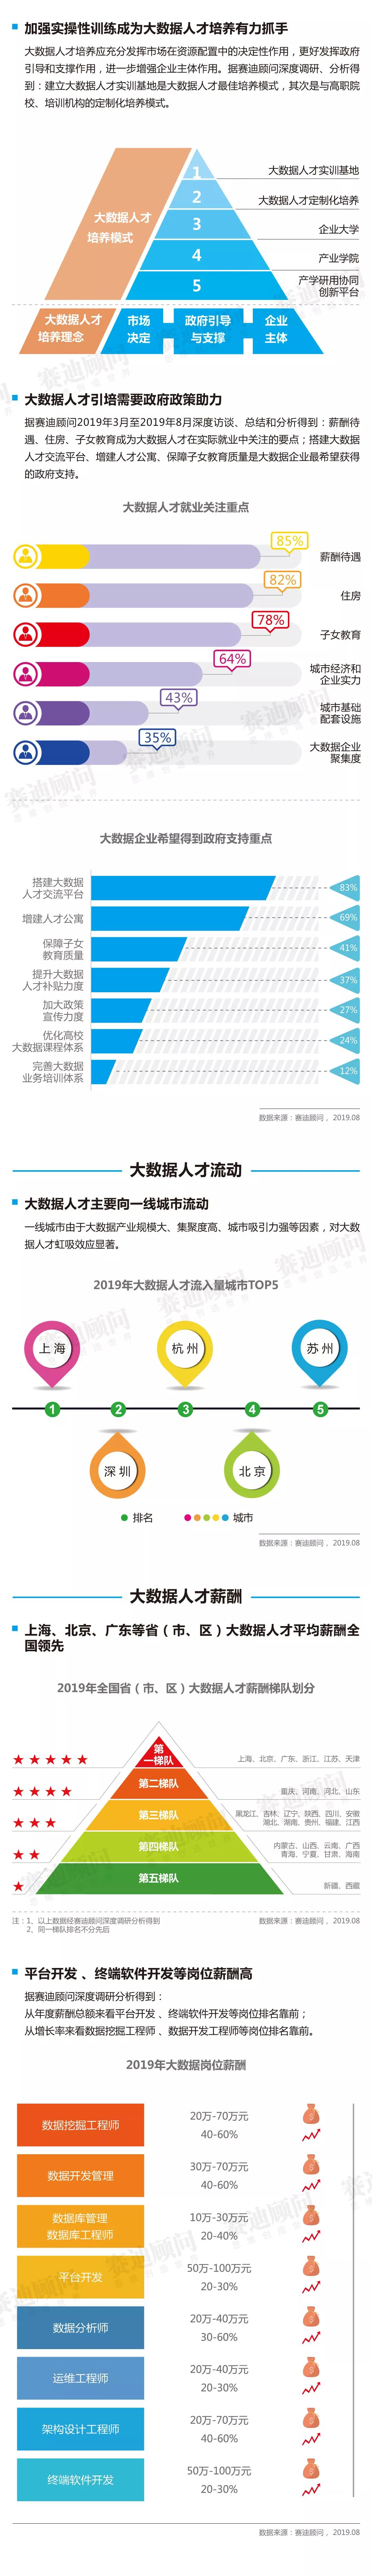 加强实操性训练成为大数据人才培养有力抓手
大数据人才培养应充分发挥市场在资源配置中的决定性作用，更好发挥政府
引导和支撑作用，进一步增强企业主体作用。据赛迪顾问深度调研、分析得
到：建立大数据人才实训基地是大数据人才最佳培养模式，其次是与高职院
校、培训机构的定制化培养模式。
大数据人才
培养模式
1
大数据人才实训基地
2
大数据人才定制化培养
3
企业大学
4
产业学院
5
产学研用协同
创新平台
大数据人才
培养理念
市场
决定
政府引导
与支撑
企业
主体
大数据人才引培需要政府政策助力
据赛迪顾问2019年3月至2019年8月深度访谈、总结和分析得到：薪酬待
遇、住房、子女教育成为大数据人才在实际就业中关注的要点；搭建大数据
人才交流平台、增建人才公寓、保障子女教育质量是大数据企业最希望获得
的政府支持。
大数据人才就业关注重点
85%
薪酬待遇
82%
住房
78%
子女教育
64%
城市经济和
企业实力
43%
城市基础
配套设施
35%
大数据企业
聚集度
大数据企业希望得到政府支持重点
搭建大数据
人才交流平台
83%
增建人才公寓
69%
保障子女
教育质量
41%
提升大数据
人才补贴力度
37%
加大政策
宣传力度
27%
优化高校
大数据课程体系
24%
完善大数据
业务培训体系
12%
数据来源：赛迪顾问，2019.08
大数据人才流动
大数据人才主要向一线城市流动
一线城市由于大数据产业规模大、集聚度高、城市吸引力强等因素，对大数
据人才虹吸效应显著。
2019年大数据人才流入量城市TOP5
上海
杭州
苏州
1
2
3
4
5
深圳
北京
排名
城市
数据来源：赛迪顾问，2019.08
大数据人才薪酬
上海、北京、广东等省（市、区）大数据人才平均薪酬全
国领先
2019年全国省（市、区）大数据人才薪酬梯队划分
第
一梯队
上海、北京、广东、浙江、江苏、天津
第二梯队
重庆、河南、河北、山东
第三梯队
黑龙江、吉林、辽宁、陕西、四川、安徽
湖北、湖南、贵州、福建、江西
第四梯队
内蒙古、山西、云南、广西
青海、宁夏、甘肃、海南
第五梯队
新疆、西藏
注：1、以上数据经赛迪顾问深度调研分析得到
2、同一梯队排名不分先后
数据来源：赛迪顾问，2019.08
平台开发、终端软件开发等岗位薪酬高
据赛迪顾问深度调研分析得到：
从年度薪酬总额来看平台开发、终端软件开发等岗位排名靠前；
从增长率来看数据挖掘工程师、数据开发工程师等岗位排名靠前。
2019年大数据岗位薪酬
数据挖掘工程师
20万-70万元
40-60%
数据开发管理
30万-70万元
40-60%
数据库管理
数据库工程师
10万-30万元
20-40%
平台开发
50万-100万元
20-30%
数据分析师
20万-40万元
30-60%
运维工程师
20万-40万元
20-30%
架构设计工程师
20万-70万元
40-60%
终端软件开发
50万-100万元
20-30%
数据来源：赛迪顾问，2019.08